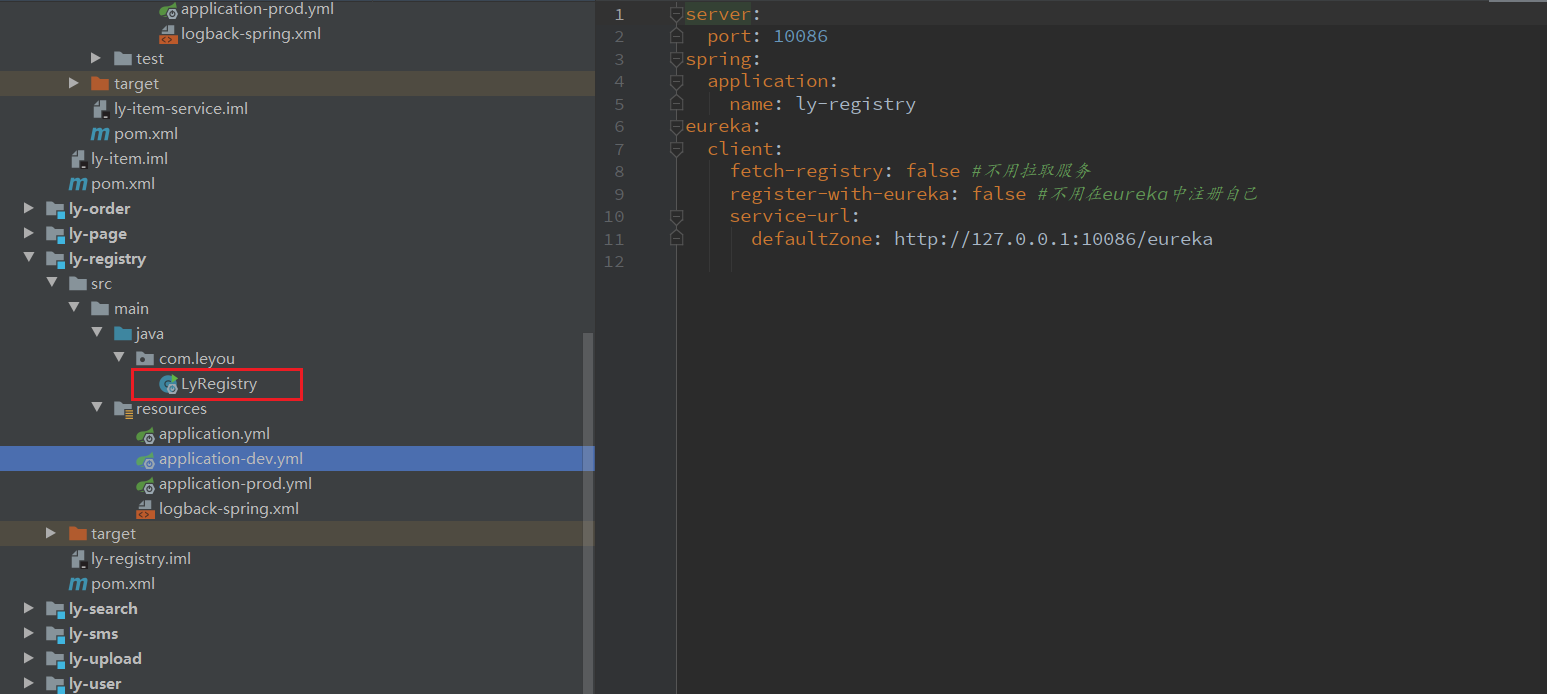 application-prod.yml
logback-spring.xml
test
target
ly-item-service.iml
pom.xml
ly-item.iml
pom.xml
ly-order
ly-page
ly-registry
src
main
java
com.leyou
LyRegistry
resources
application.yml
application-dev.yml
application-prod.yml
logback-spring.xml
target
ly-registry.iml
pom.xml
ly-search
ly-sms
ly-upload
ly-user
1 server:
2 port: 10086
3 spring:
4 application:
5 name: ly-registry
6 eureka:
7 client:
8 fetch-registry: false #不用拉取服务
9 register-with-eureka: false #不用在eureka中注册自己
10 service-url:
11 defaultZone: http://127.0.0.1:10086/eureka
12